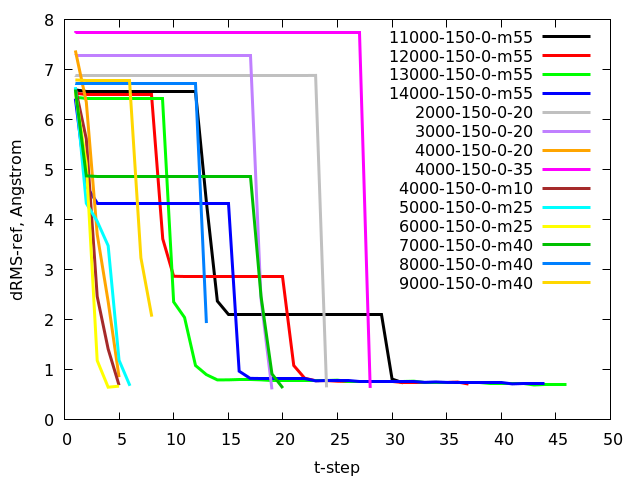 8
7
6
5
4
3
2
1
0
dRMS-ref, Angstrom
11000-150-0-m55
12000-150-0-m55
13000-150-0-m55
14000-150-0-m55
2000-150-0-20
3000-150-0-20
4000-150-0-20
4000-150-0-35
4000-150-0-m10
5000-150-0-m25
6000-150-0-m25
7000-150-0-m40
8000-150-0-m40
9000-150-0-m40
0 5 10 15 20 25 30 35 40 45 50
t-step